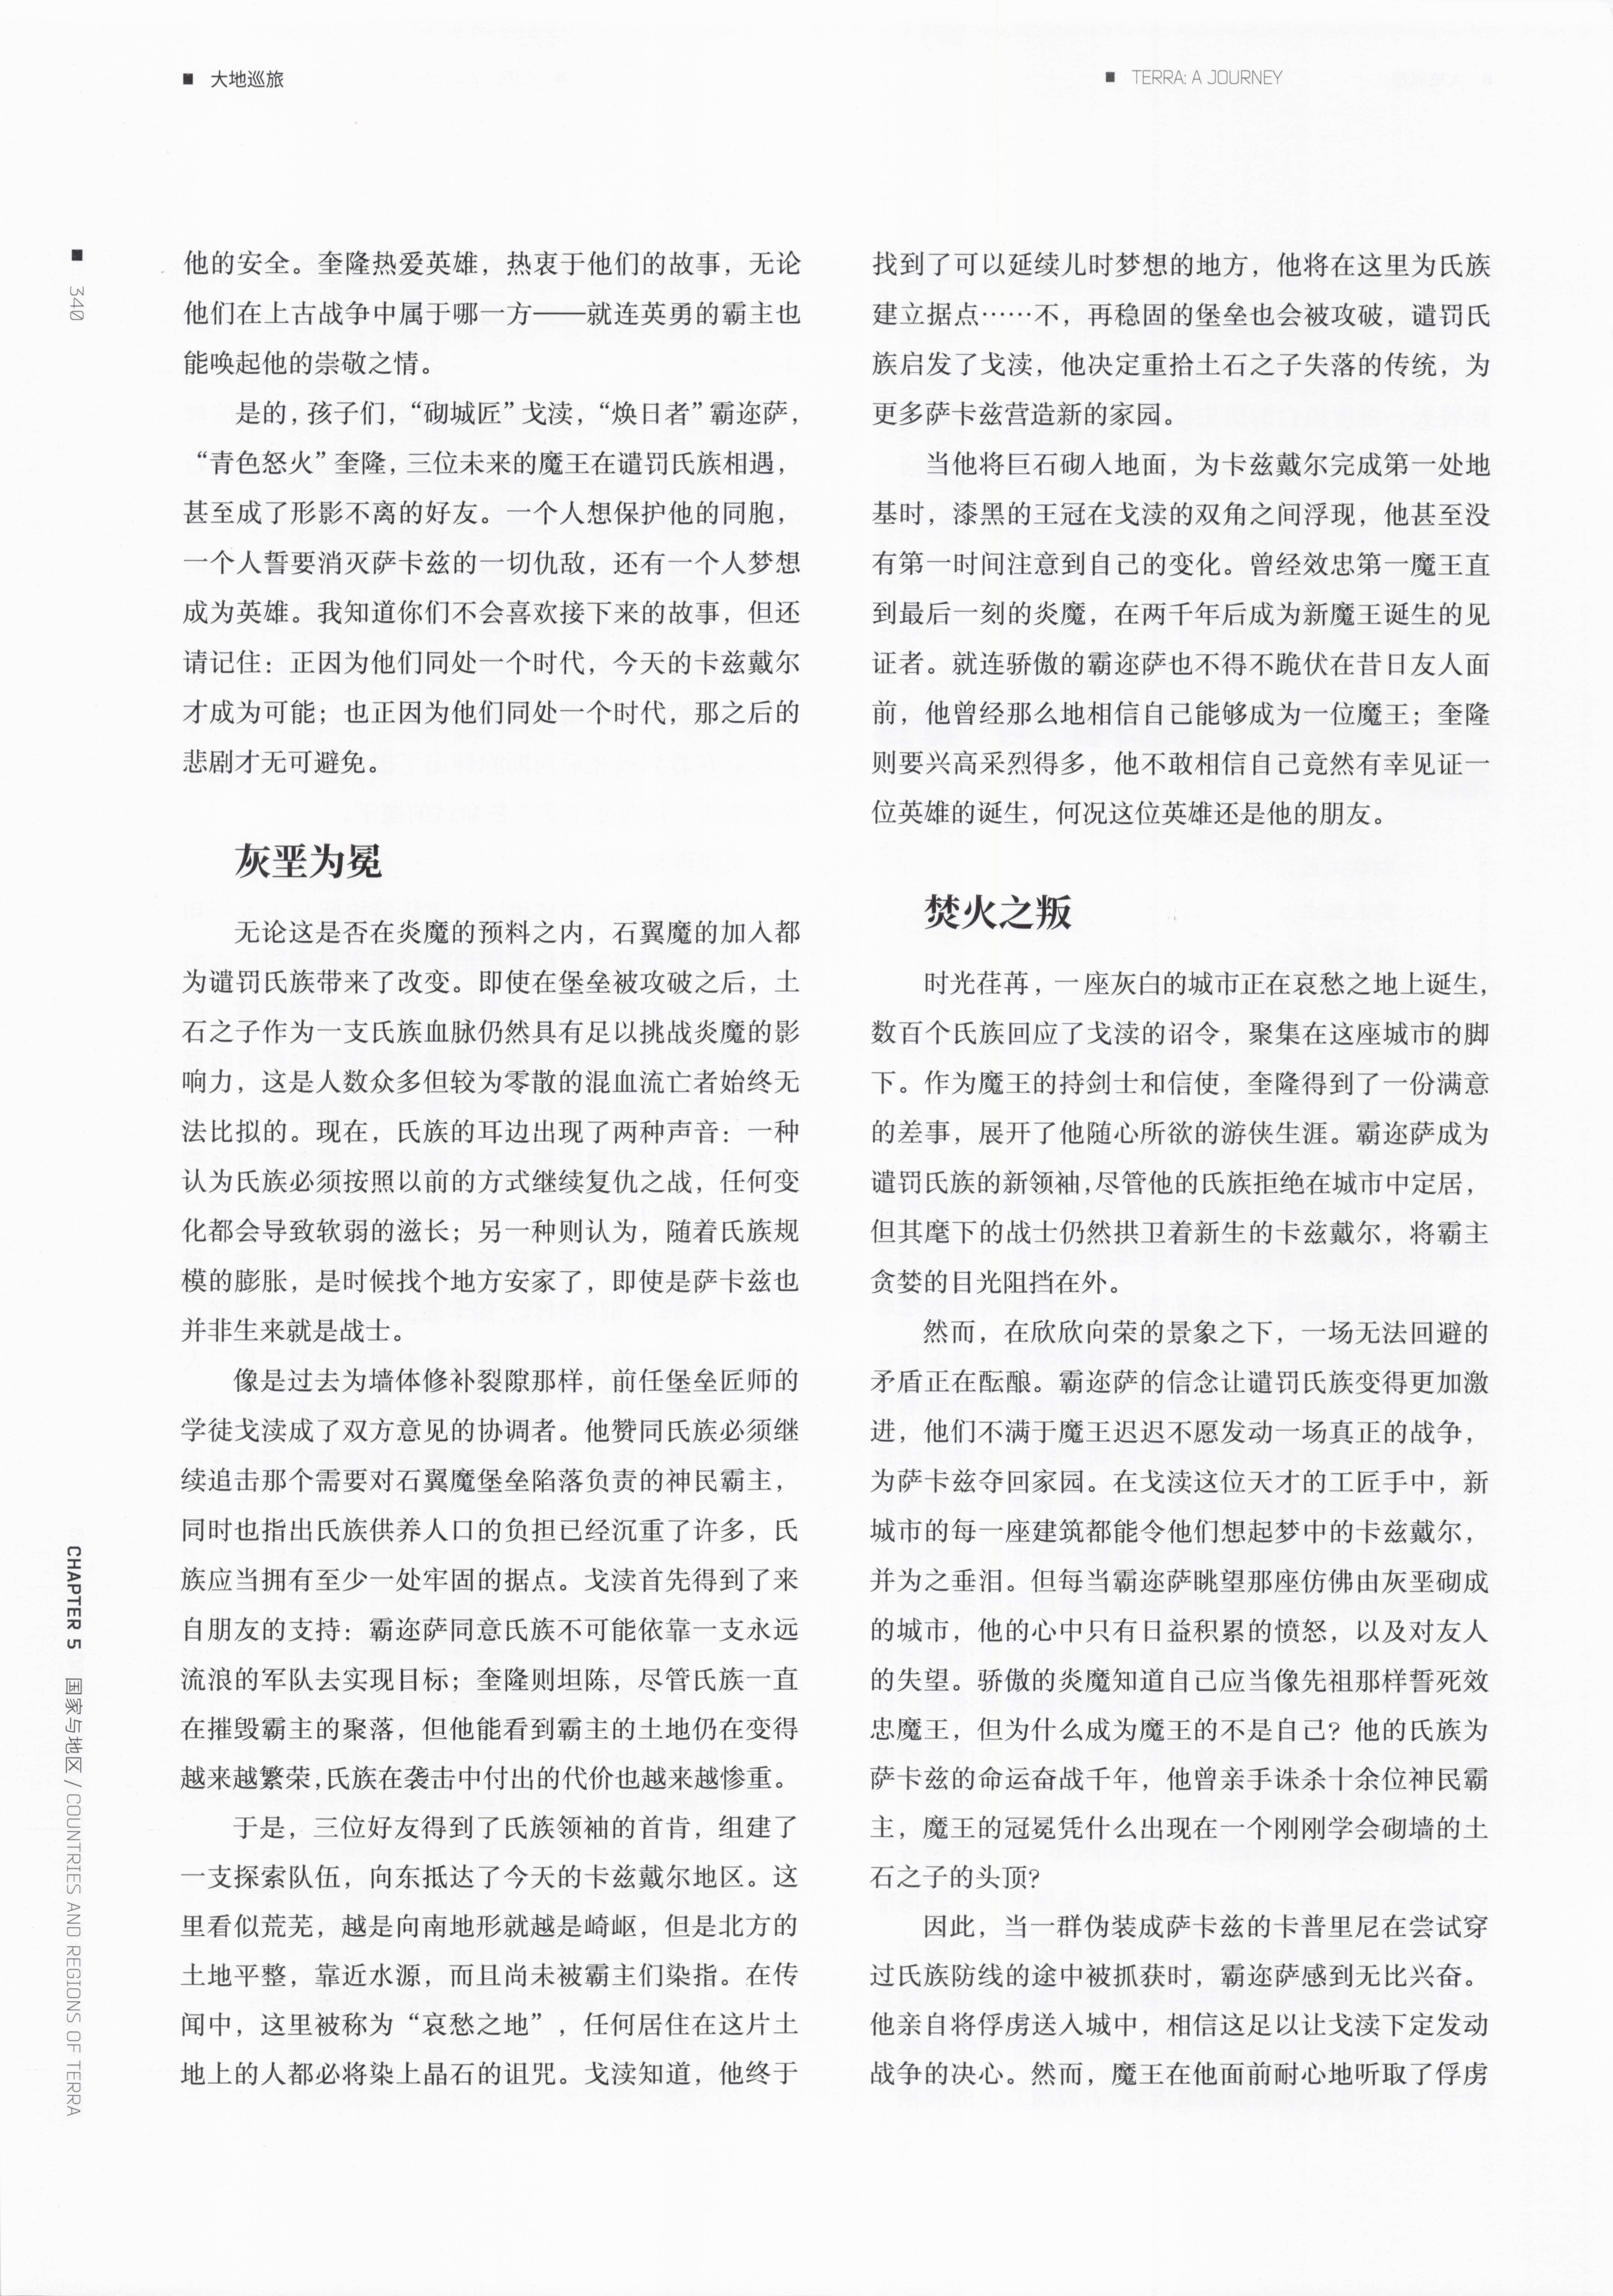 ■ 大地巡旅
■ TERRA: A JOURNEY
■ 340
他的安全。奎隆热爱英雄，热衷于他们的故事，无论
他们在上古战争中属于哪一方——就连英勇的霸主也
能唤起他的崇敬之情。
是的，孩子们，“砌城匠”戈渎，“焕日者”霸迩萨，
“青色怒火”奎隆，三位未来的魔王在谴罚氏族相遇，
甚至成了形影不离的好友。一个人想保护他的同胞，
一个人誓要消灭萨卡兹的一切仇敌，还有一个人梦想
成为英雄。我知道你们不会喜欢接下来的故事，但还
请记住：正因为他们同处一个时代，今天的卡兹戴尔
才成为可能；也正因为他们同处一个时代，那之后的
悲剧才无可避免。
灰垩为冕
无论这是否在炎魔的预料之内，石翼魔的加入都
为谴罚氏族带来了改变。即使在堡垒被攻破之后，土
石之子作为一支氏族血脉仍然具有足以挑战炎魔的影
响力，这是人数众多但较为零散的混血流亡者始终无
法比拟的。现在，氏族的耳边出现了两种声音：一种
认为氏族必须按照以前的方式继续复仇之战，任何变
化都会导致软弱的滋长；另一种则认为，随着氏族规
模的膨胀，是时候找个地方安家了，即使是萨卡兹也
并非生来就是战士。
像是过去为墙体修补裂隙那样，前任堡垒匠师的
学徒戈渎成了双方意见的协调者。他赞同氏族必须继
续追击那个需要对石翼魔堡垒陷落负责的神民霸主，
同时也指出氏族供养人口的负担已经沉重了许多，氏
族应当拥有至少一处牢固的据点。戈渎首先得到了来
自朋友的支持：霸迩萨同意氏族不可能依靠一支永远
流浪的军队去实现目标；奎隆则坦陈，尽管氏族一直
在摧毁霸主的聚落，但他能看到霸主的土地仍在变得
越来越繁荣，氏族在袭击中付出的代价也越来越惨重。
于是，三位好友得到了氏族领袖的首肯，组建了
一支探索队伍，向东抵达了今天的卡兹戴尔地区。这
里看似荒芜，越是向南地形就越是崎岖，但是北方的
土地平整，靠近水源，而且尚未被霸主们染指。在传
闻中，这里被称为“哀愁之地”，任何居住在这片土
地上的人都必将染上晶石的诅咒。戈渎知道，他终于
找到了可以延续儿时梦想的地方，他将在这里为氏族
建立据点……不，再稳固的堡垒也会被攻破，谴罚氏
族启发了戈渎，他决定重拾土石之子失落的传统，为
更多萨卡兹营造新的家园。
当他将巨石砌入地面，为卡兹戴尔完成第一处地
基时，漆黑的王冠在戈渎的双角之间浮现，他甚至没
有第一时间注意到自己的变化。曾经效忠第一魔王直
到最后一刻的炎魔，在两千年后成为新魔王诞生的见
证者。就连骄傲的霸迩萨也不得不跪伏在昔日友人面
前，他曾经那么地相信自己能够成为一位魔王；奎隆
则要兴高采烈得多，他不敢相信自己竟然有幸见证一
位英雄的诞生，何况这位英雄还是他的朋友。
焚火之叛
时光荏苒，一座灰白的城市正在哀愁之地上诞生，
数百个氏族回应了戈渎的诏令，聚集在这座城市的脚
下。作为魔王的持剑士和信使，奎隆得到了一份满意
的差事，展开了他随心所欲的游侠生涯。霸迩萨成为
谴罚氏族的新领袖，尽管他的氏族拒绝在城市中定居，
但其麾下的战士仍然拱卫着新生的卡兹戴尔，将霸主
贪婪的目光阻挡在外。
然而，在欣欣向荣的景象之下，一场无法回避的
矛盾正在酝酿。霸迩萨的信念让谴罚氏族变得更加激
进，他们不满于魔王迟迟不愿发动一场真正的战争，
为萨卡兹夺回家园。在戈渎这位天才的工匠手中，新
城市的每一座建筑都能令他们想起梦中的卡兹戴尔，
并为之垂泪。但每当霸迩萨眺望那座仿佛由灰垩砌成
的城市，他的心中只有日益积累的愤怒，以及对友人
的失望。骄傲的炎魔知道自己应当像先祖那样誓死效
忠魔王，但为什么成为魔王的不是自己？他的氏族为
萨卡兹的命运奋战千年，他曾亲手诛杀十余位神民霸
主，魔王的冠冕凭什么出现在一个刚刚学会砌墙的土
石之子的头顶？
因此，当一群伪装成萨卡兹的卡普里尼在尝试穿
过氏族防线的途中被抓获时，霸迩萨感到无比兴奋。
他亲自将俘虏送入城中，相信这足以让戈渎下定发动
战争的决心。然而，魔王在他面前耐心地听取了俘虏
CHAPTER 5 国家与地区 / COUNTRIES AND REGIONS OF TERRA